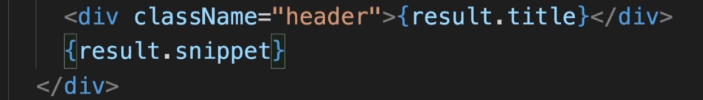 <div className="header">{result.title}</div>
{result.snippet}
</div>